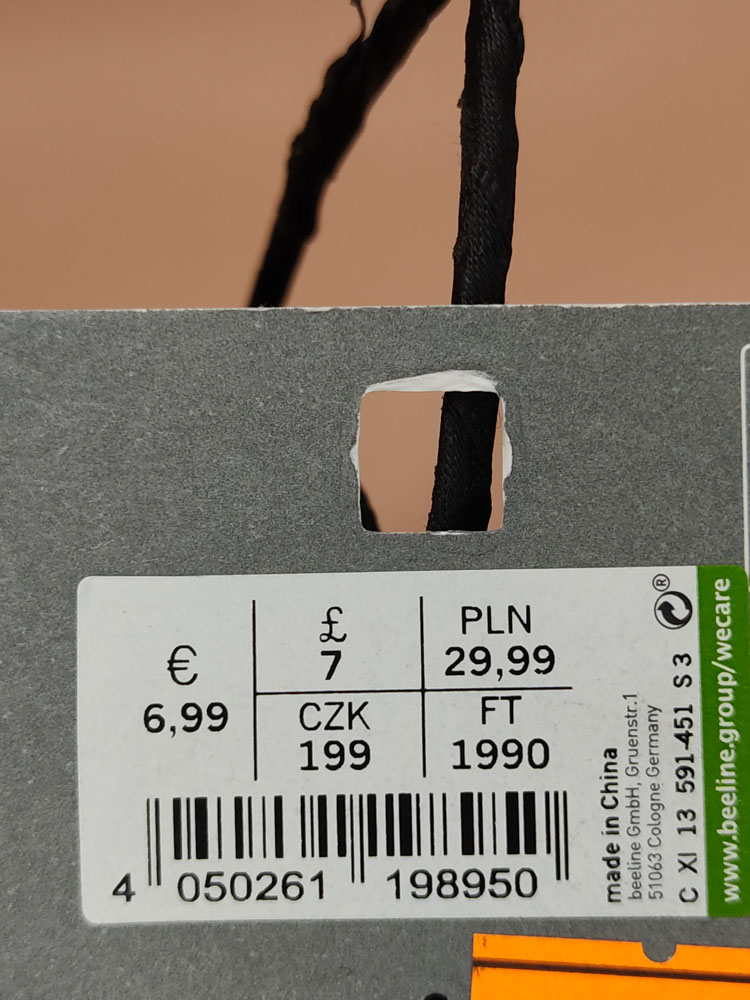 €
6,99
£
7
PLN
29,99
CZK
199
FT
1990
4 050261 198950
made in China
beeline GmbH, Gruenstr.1
51063 Cologne Germany
C XI 13 591-451 S 3
®
www.beeline.group/wecare